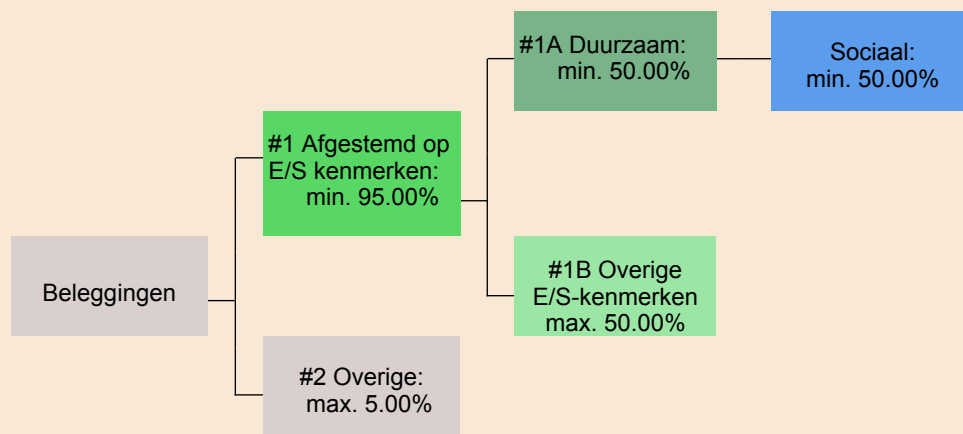 Beleggingen
#1 Afgestemd op
E/S kenmerken:
min. 95.00%
#2 Overige:
max. 5.00%
#1A Duurzaam:
min. 50.00%
#1B Overige
E/S-kenmerken
max. 50.00%
Sociaal:
min. 50.00%